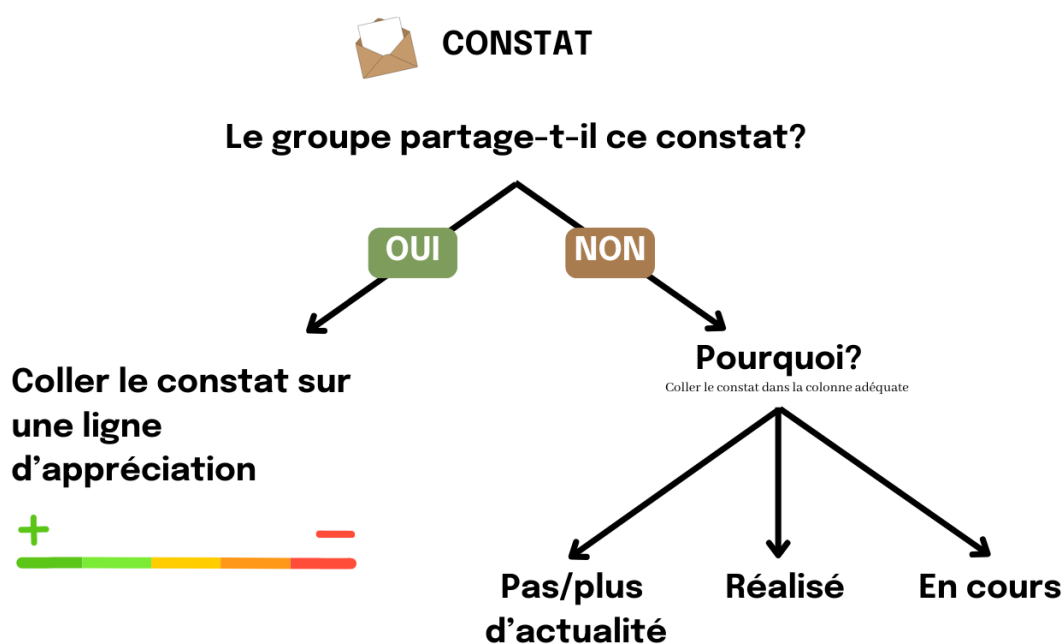 CONSTAT
Le groupe partage-t-il ce constat?
OUI
NON
Coller le constat sur
une ligne
d’appréciation
+
-
Pourquoi?
Coller le constat dans la colonne adéquate
Pas/plus
d’actualité
Réalisé
En cours